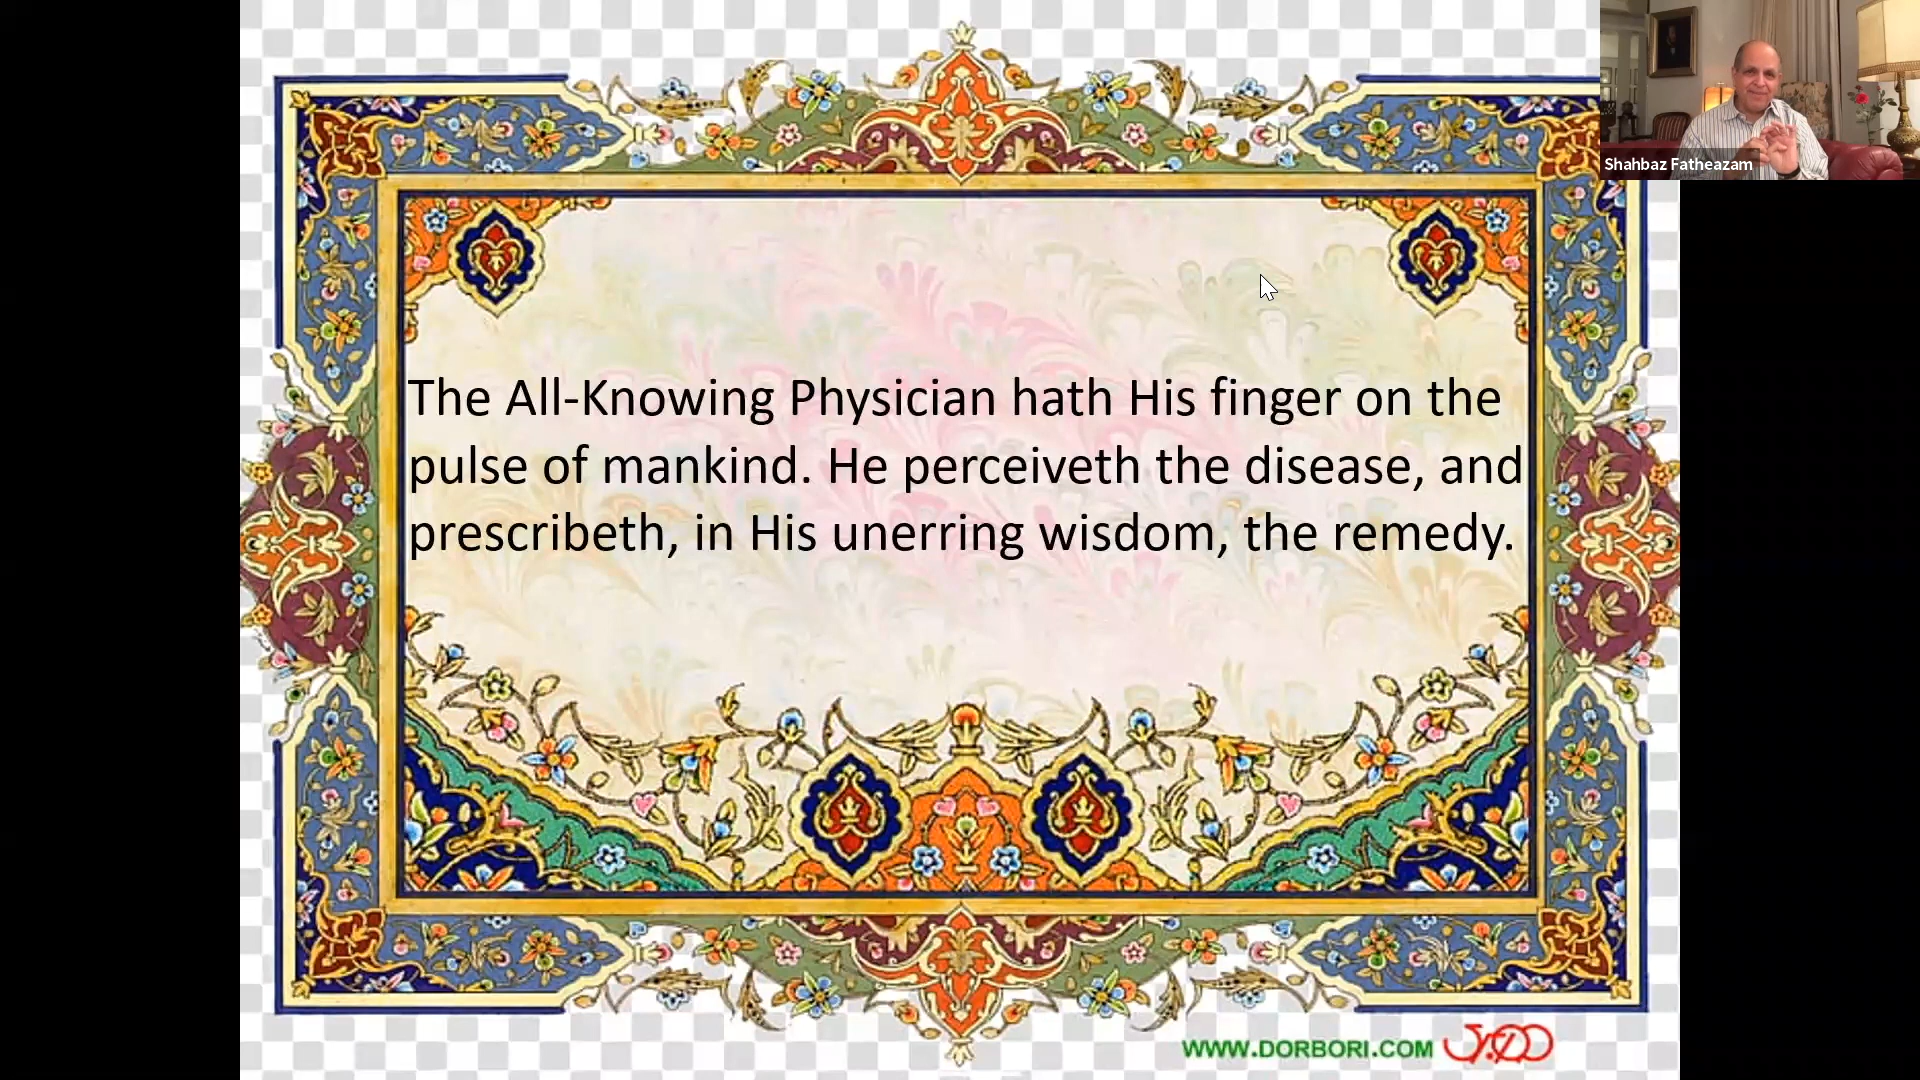 Shahbaz Fatheazam
The All-Knowing Physician hath His finger on the
pulse of mankind. He perceiveth the disease, and
prescribeth, in His unerring wisdom, the remedy.
WWW.DORBORI.COM